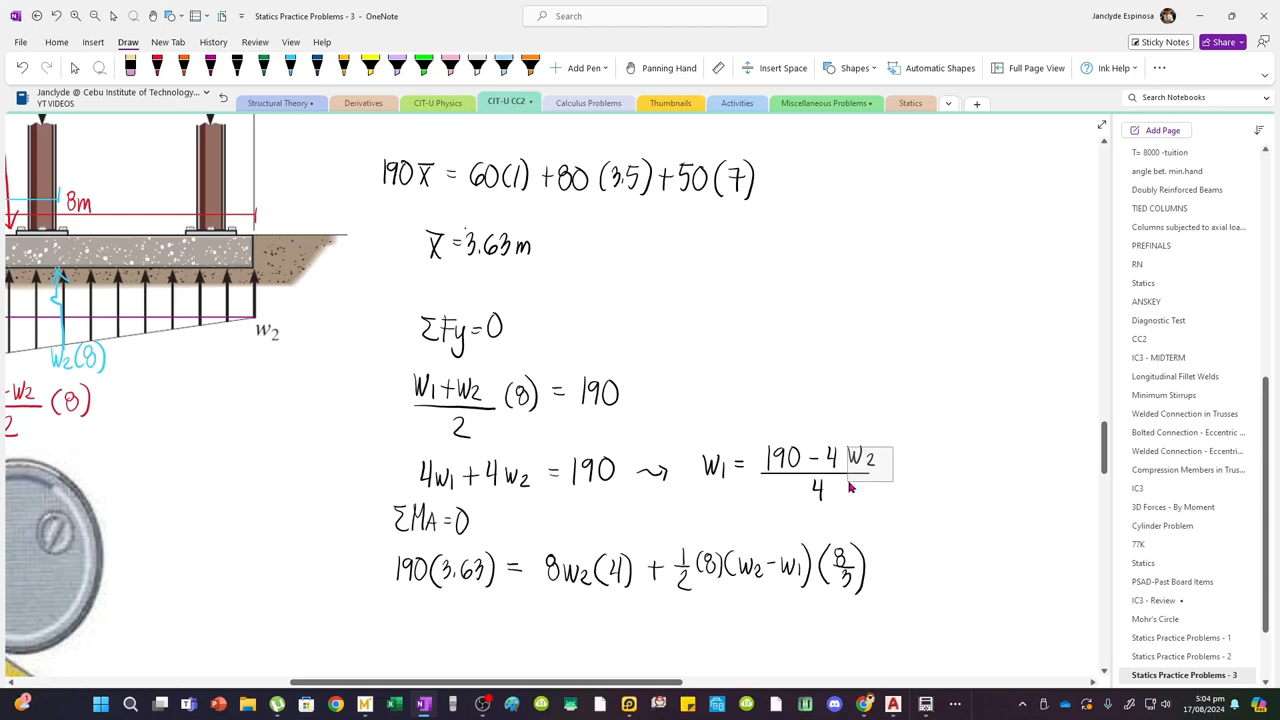 Statics Practice Problems - 3 - OneNote
Search
Janclyde Espinosa
File Home Insert Draw New Tab History Review View Help
Sticky Notes
Share
Add Pen
Panning Hand
Insert Space
Shapes
Automatic Shapes
Full Page View
Ink Help
Janclyde @ Cebu Institute of Technology...
YT VIDEOS
Structural Theory
Derivatives
CIT-U Physics
CIT-U CC2
Calculus Problems
Thumbnails
Activities
Miscellaneous Problems
Statics
Search Notebooks
Add Page
T= 8000 -tuition
angle bet. min.hand
Doubly Reinforced Beams
TIED COLUMNS
Columns subjected to axial loa...
PREFINALS
RN
Statics
ANSKEY
Diagnostic Test
CC2
IC3 - MIDTERM
Longitudinal Fillet Welds
Minimum Stirrups
Welded Connection in Trusses
Bolted Connection - Eccentric ...
Welded Connection - Eccentric...
Compression Members in Trus...
IC3
3D Forces - By Moment
Cylinder Problem
77K
Statics
PSAD-Past Board Items
IC3 - Review
Mohr's Circle
Statics Practice Problems - 1
Statics Practice Problems - 2
Statics Practice Problems - 3
8m
w2
w2(8)
-w2
2
(8)
190x̅ = 60(1) +80 (3.5) +50 (7)
x̅ =3.63m
ΣFy=0
W1+W2
2
(8) = 190
4w1 + 4w2 = 190 ⇝ W1 = 190 - 4 W2
4
ΣMA=0
190(3.63) = 8w2(4) + 1/2 (8)(w2-w1) (8/3)
5:04 pm
17/08/2024